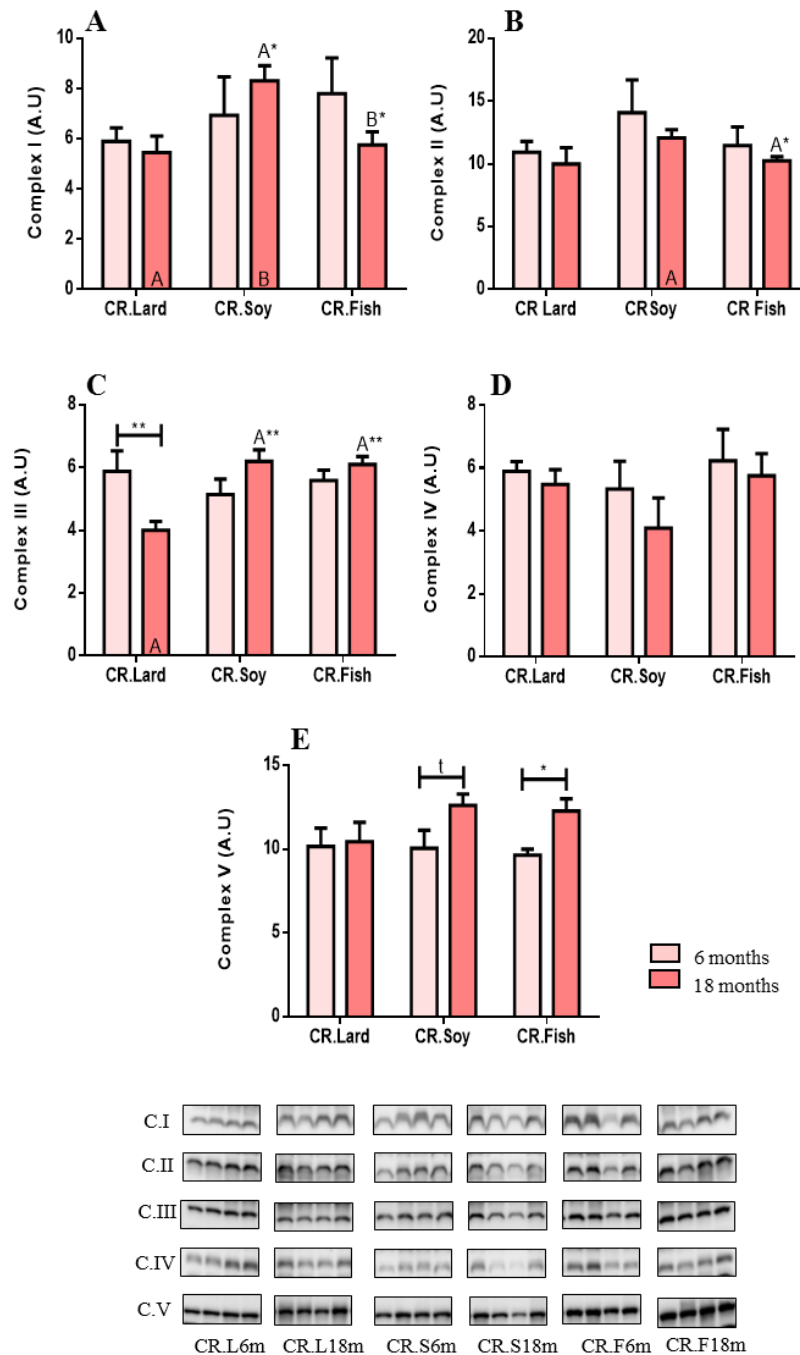 A
Complex I (A.U)
10
8
6
4
2
0
A*
B*
A
B
CR.Lard
CR.Soy
CR.Fish
B
Complex II (A.U)
20
15
10
5
0
A*
A
CR Lard
CRSoy
CR Fish
C
Complex III (A.U)
8
6
4
2
0
**
A**
A**
A
CR.Lard
CR.Soy
CR.Fish
D
Complex IV (A.U)
8
6
4
2
0
CR.Lard
CR.Soy
CR.Fish
E
Complex V (A.U)
15
10
5
0
t
*
CR.Lard
CR.Soy
CR.Fish
6 months
18 months
C.I
C.II
C.III
C.IV
C.V
CR.L6m CR.L18m CR.S6m CR.S18m CR.F6m CR.F18m